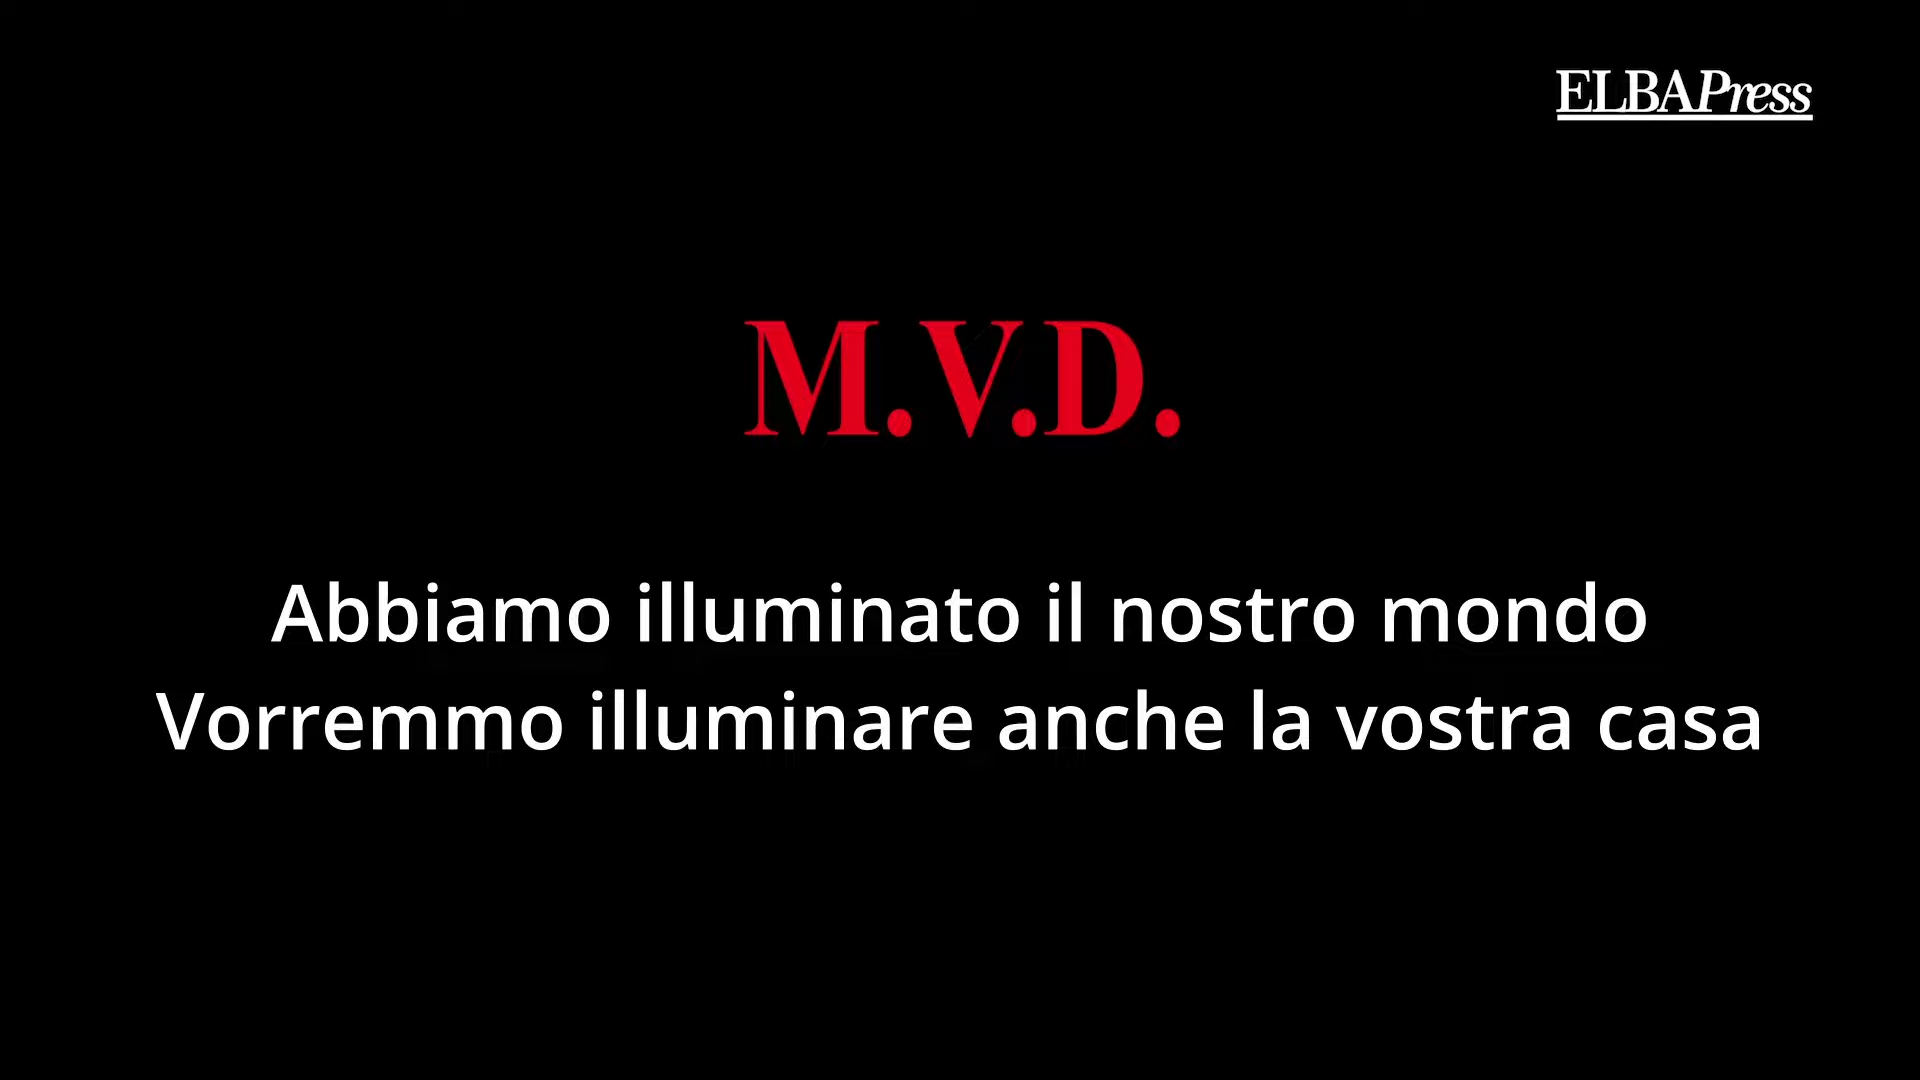 ELBAPress
M.V.D.
Abbiamo illuminato il nostro mondo
Vorremmo illuminare anche la vostra casa